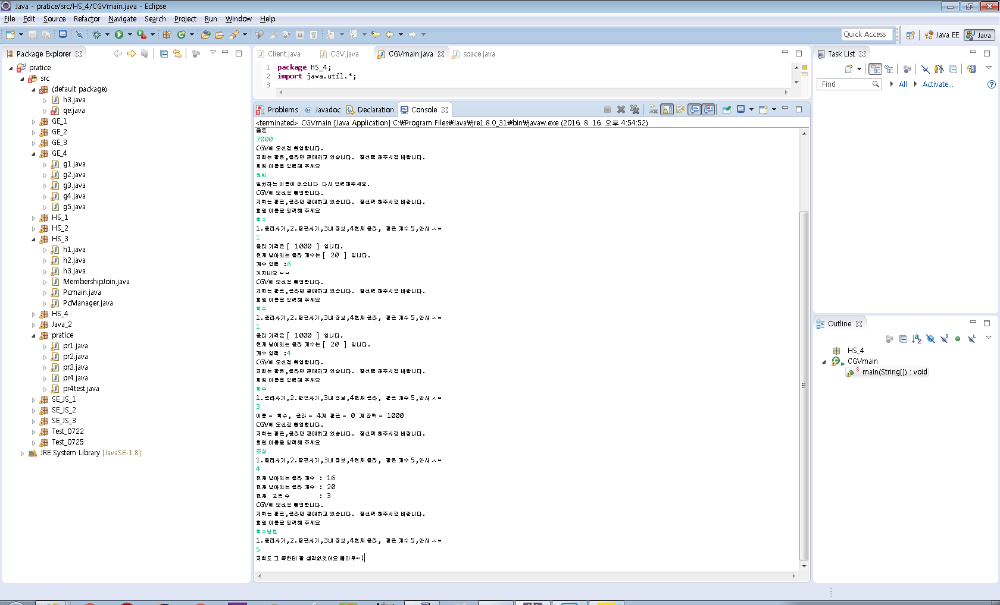 Java - pratice/src/HS_4/CGVmain.java - Eclipse
File Edit Source Refactor Navigate Search Project Run Window Help
Quick Access
Java EE
Java
Package Explorer
pratice
src
(default package)
h3.java
qe.java
GE_1
GE_2
GE_3
GE_4
g1.java
g2.java
g3.java
g4.java
g5.java
HS_1
HS_2
HS_3
h1.java
h2.java
h3.java
MembershipJoin.java
Pcmain.java
PcManager.java
HS_4
Java_2
pratice
pr1.java
pr2.java
pr3.java
pr4.java
pr4test.java
SE_JS_1
SE_JS_2
SE_JS_3
Test_0722
Test_0725
JRE System Library [JavaSE-1.8]
Client.java CGV.java CGVmain.java space.java
1 package HS_4;
2 import java.util.*;
3
Problems @ Javadoc Declaration Console
<terminated> CGVmain [Java Application] C:₩Program Files₩Java₩jre1.8.0_31₩bin₩javaw.exe (2016. 8. 16. 오후 4:54:52)
7000
CGV에 오신걸 환영합니다.
저희는 팝콘,콜라만 판매하고 있습니다. 잘선택 해주시길 바랍니다.
회원 이름을 입력해 주세요
원빈
일치하는 이름이 없습니다 다시 입력해주세요.
CGV에 오신걸 환영합니다.
저희는 팝콘,콜라만 판매하고 있습니다. 잘선택 해주시길 바랍니다.
회원 이름을 입력해 주세요
희수
1.콜라사기,2.팝콘사기,3내 정보,4현재 콜라, 팝콘 개수 5,안사 ㅅㅂ
1
콜라 가격은 [ 1000 ] 입니다.
현재 남아있는 콜라 개수는 [ 20 ] 입니다.
개수 입력 :6
거지네요 ㅡㅡ
CGV에 오신걸 환영합니다.
저희는 팝콘,콜라만 판매하고 있습니다. 잘선택 해주시길 바랍니다.
회원 이름을 입력해 주세요
희수
1.콜라사기,2.팝콘사기,3내 정보,4현재 콜라, 팝콘 개수 5,안사 ㅅㅂ
1
콜라 가격은 [ 1000 ] 입니다.
현재 남아있는 콜라 개수는 [ 20 ] 입니다.
개수 입력 :4
CGV에 오신걸 환영합니다.
저희는 팝콘,콜라만 판매하고 있습니다. 잘선택 해주시길 바랍니다.
회원 이름을 입력해 주세요
희수
1.콜라사기,2.팝콘사기,3내 정보,4현재 콜라, 팝콘 개수 5,안사 ㅅㅂ
3
이름 = 희수, 콜라 = 4개 팝콘 = 0 개 잔액 = 1000
CGV에 오신걸 환영합니다.
저희는 팝콘,콜라만 판매하고 있습니다. 잘선택 해주시길 바랍니다.
회원 이름을 입력해 주세요
주상
1.콜라사기,2.팝콘사기,3내 정보,4현재 콜라, 팝콘 개수 5,안사 ㅅㅂ
4
현재 남아있는 콜라 개수 : 16
현재 남아있는 콜라 개수 : 20
현재 고객 수 : 3
CGV에 오신걸 환영합니다.
저희는 팝콘,콜라만 판매하고 있습니다. 잘선택 해주시길 바랍니다.
회원 이름을 입력해 주세요
희수남친
1.콜라사기,2.팝콘사기,3내 정보,4현재 콜라, 팝콘 개수 5,안사 ㅅㅂ
5
저희도 그 쪽한테 팔 생각없엇어요 빠이루~!
Task List
Find
All
Activate...
Outline
HS_4
CGVmain
main(String[]) : void